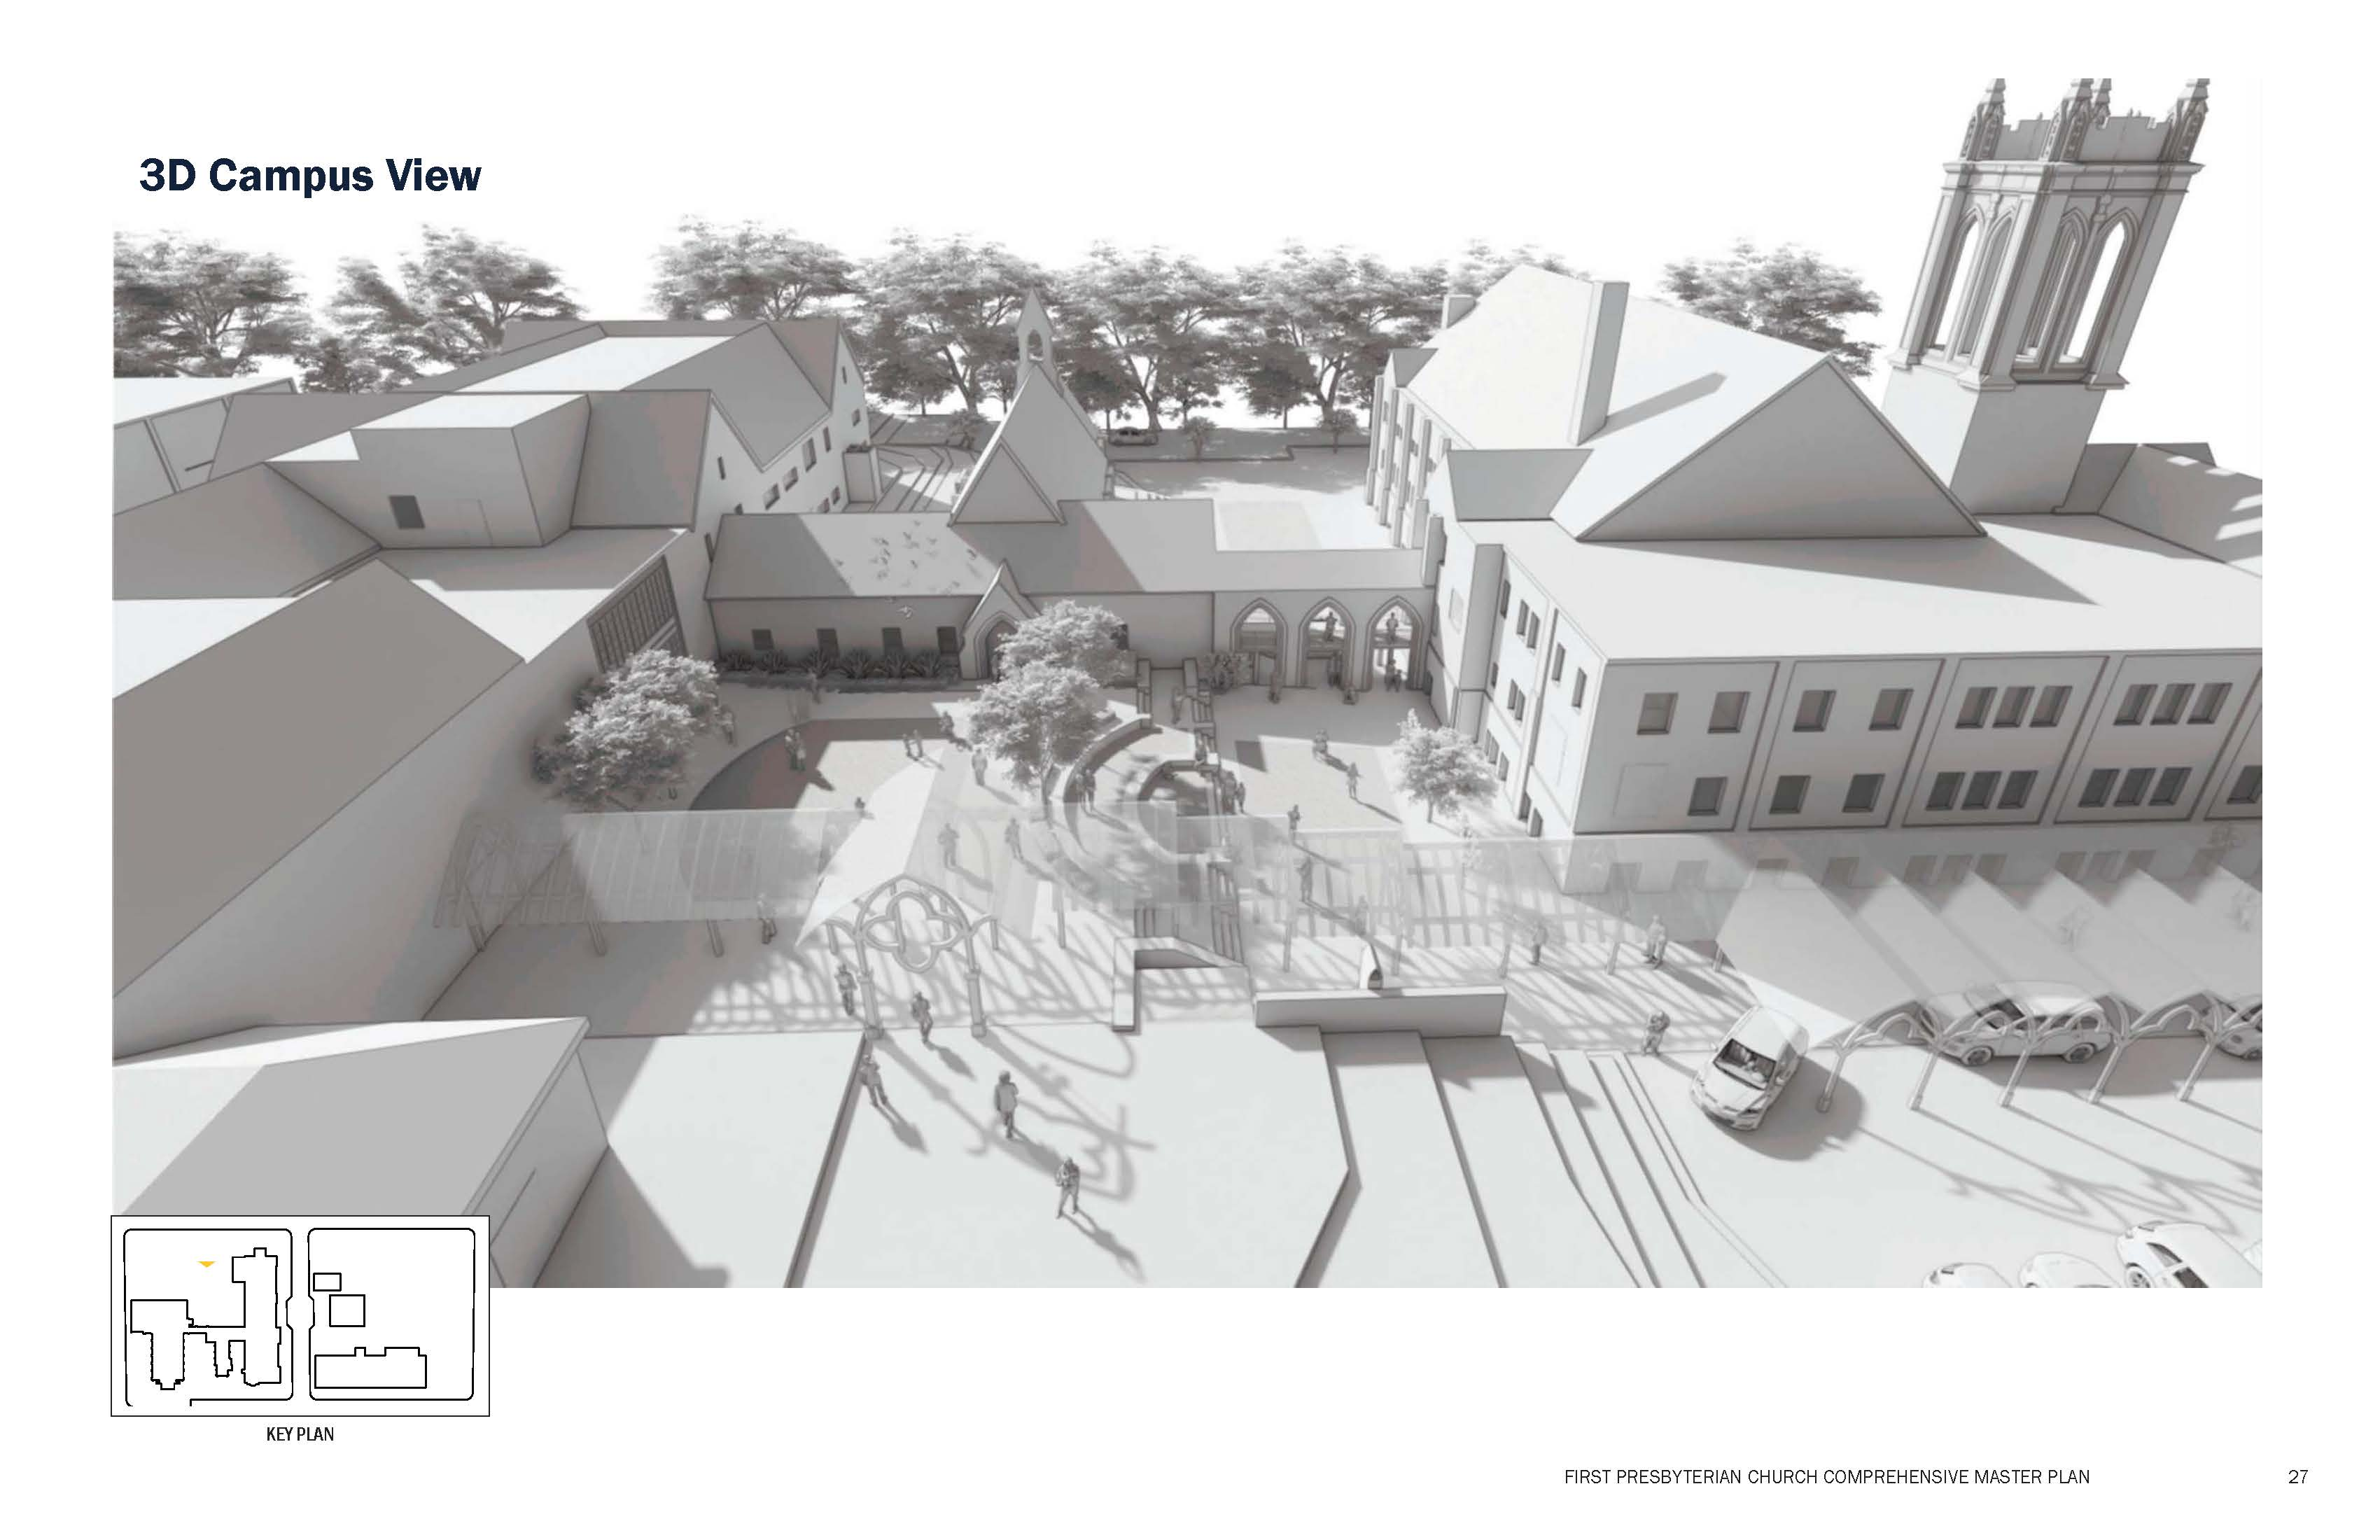 3D Campus View
KEY PLAN
FIRST PRESBYTERIAN CHURCH COMPREHENSIVE MASTER PLAN
27